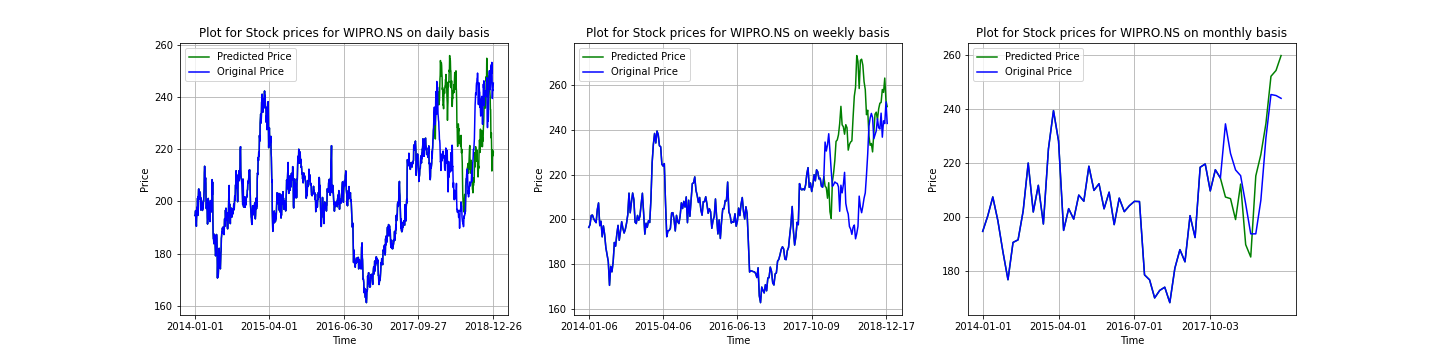 Plot for Stock prices for WIPRO.NS on daily basis
260
240
220
200
180
160
Price
Predicted Price
Original Price
2014-01-01 2015-04-01 2016-06-30 2017-09-27 2018-12-26
Time
Plot for Stock prices for WIPRO.NS on weekly basis
260
240
220
200
180
160
Price
Predicted Price
Original Price
2014-01-06 2015-04-06 2016-06-13 2017-10-09 2018-12-17
Time
Plot for Stock prices for WIPRO.NS on monthly basis
260
240
220
200
180
Price
Predicted Price
Original Price
2014-01-01 2015-04-01 2016-07-01 2017-10-03
Time